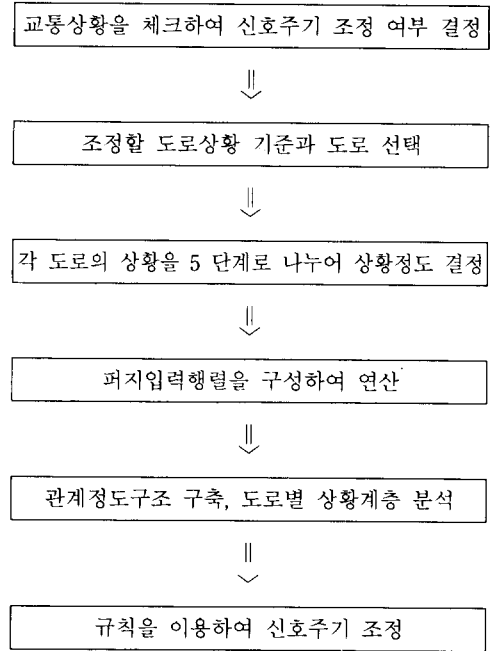 교통상황을 체크하여 신호주기 조정 여부 결정
조정할 도로상황 기준과 도로 선택
각 도로의 상황을 5 단계로 나누어 상황정도 결정
퍼지입력행렬을 구성하여 연산
관계정도구조 구축, 도로별 상황계층 분석
규칙을 이용하여 신호주기 조정